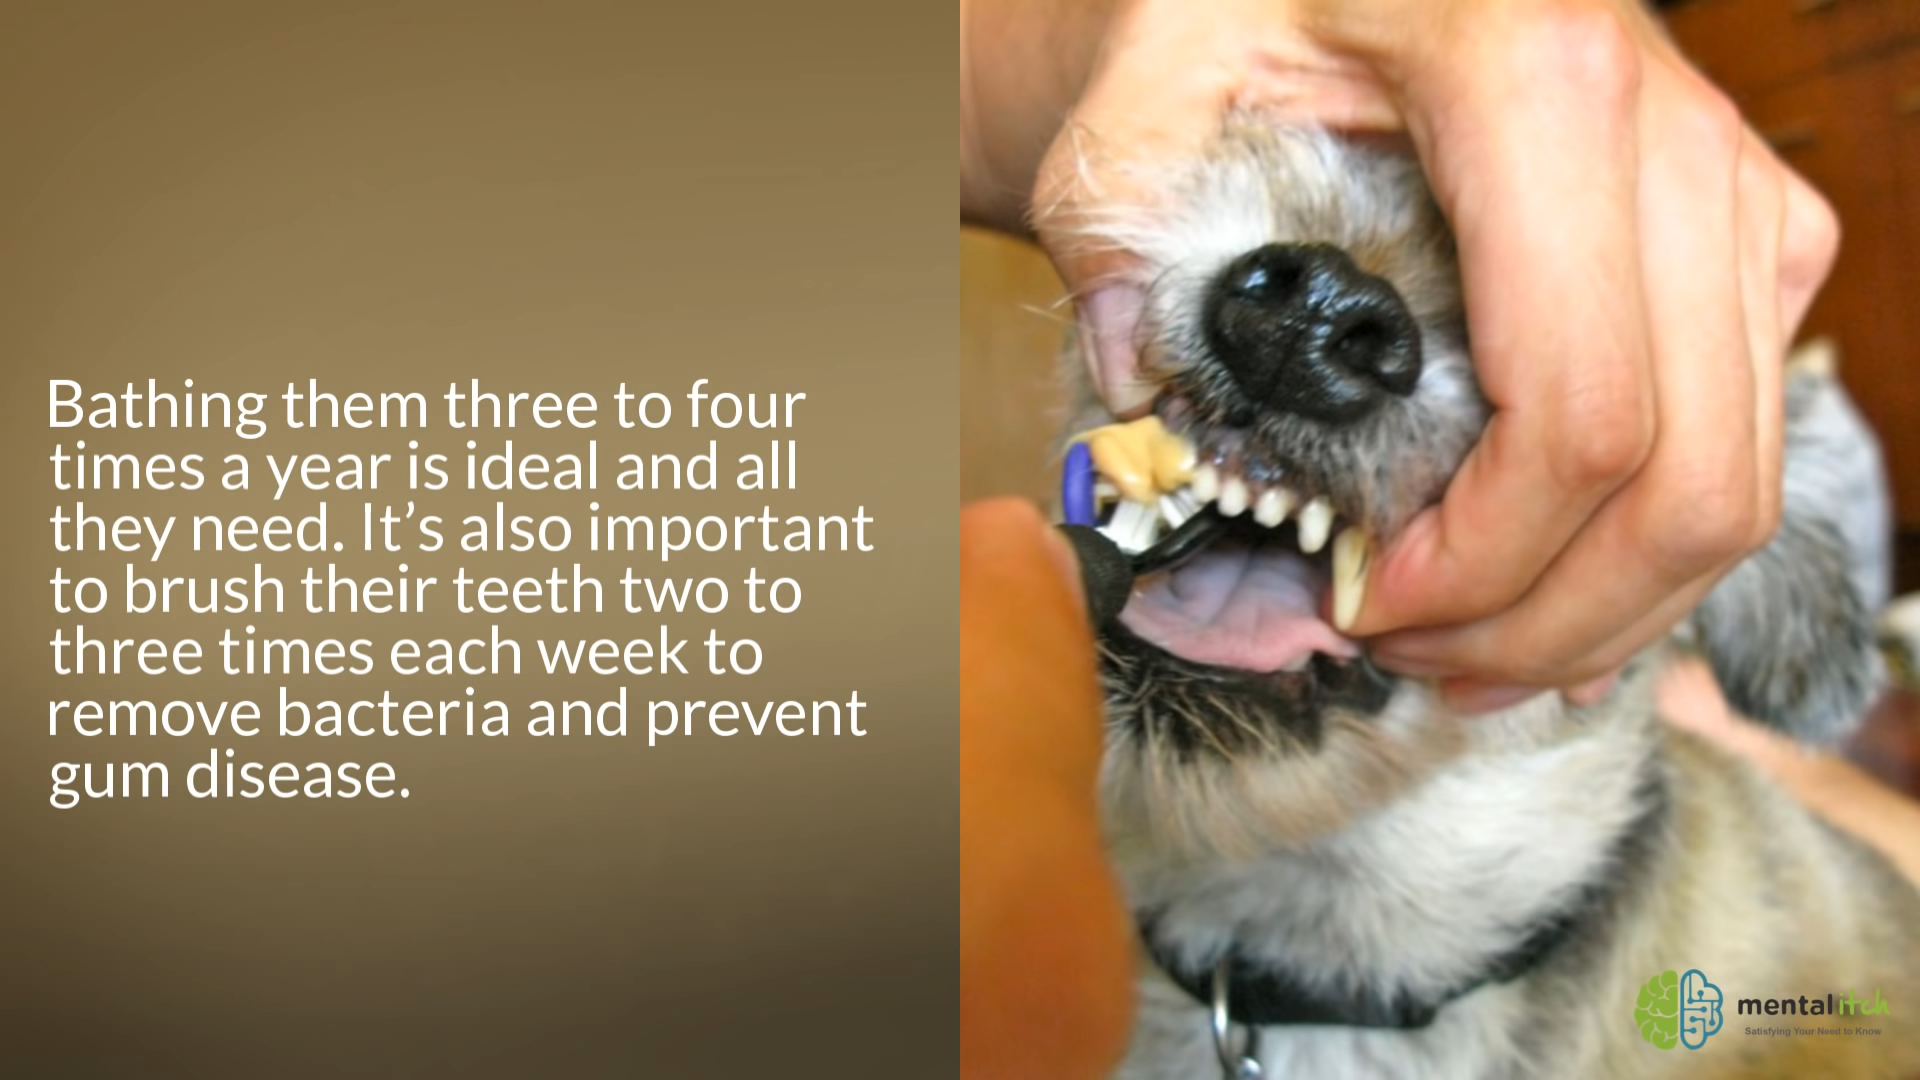 Bathing them three to four
times a year is ideal and all
they need. It’s also important
to brush their teeth two to
three times each week to
remove bacteria and prevent
gum disease.
mentalitch
Satisfying Your Need to Know